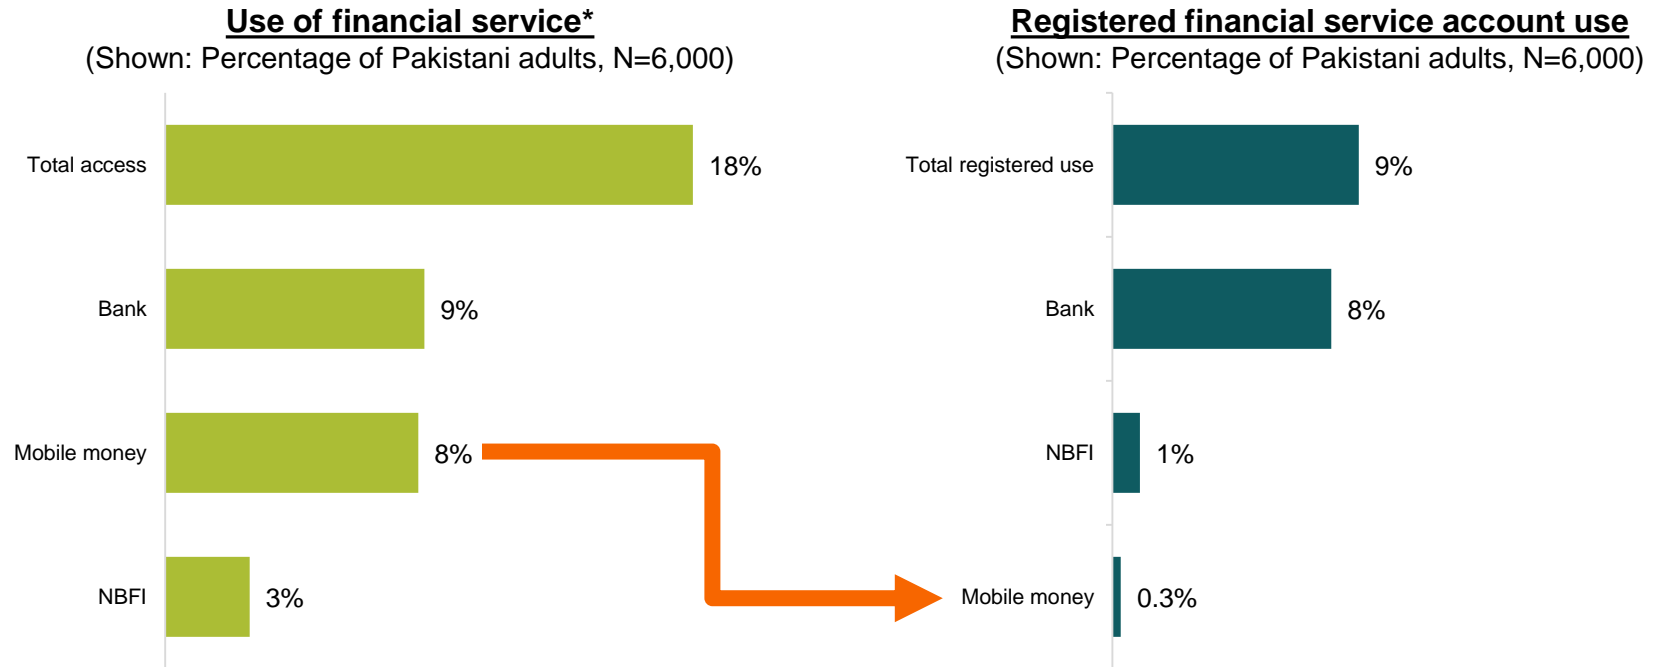 Use of financial service*
(Shown: Percentage of Pakistani adults, N=6,000)
Total access
18%
Bank
9%
Mobile money
8%
NBFI
3%
Registered financial service account use
(Shown: Percentage of Pakistani adults, N=6,000)
Total registered use
9%
Bank
8%
NBFI
1%
Mobile money
0.3%